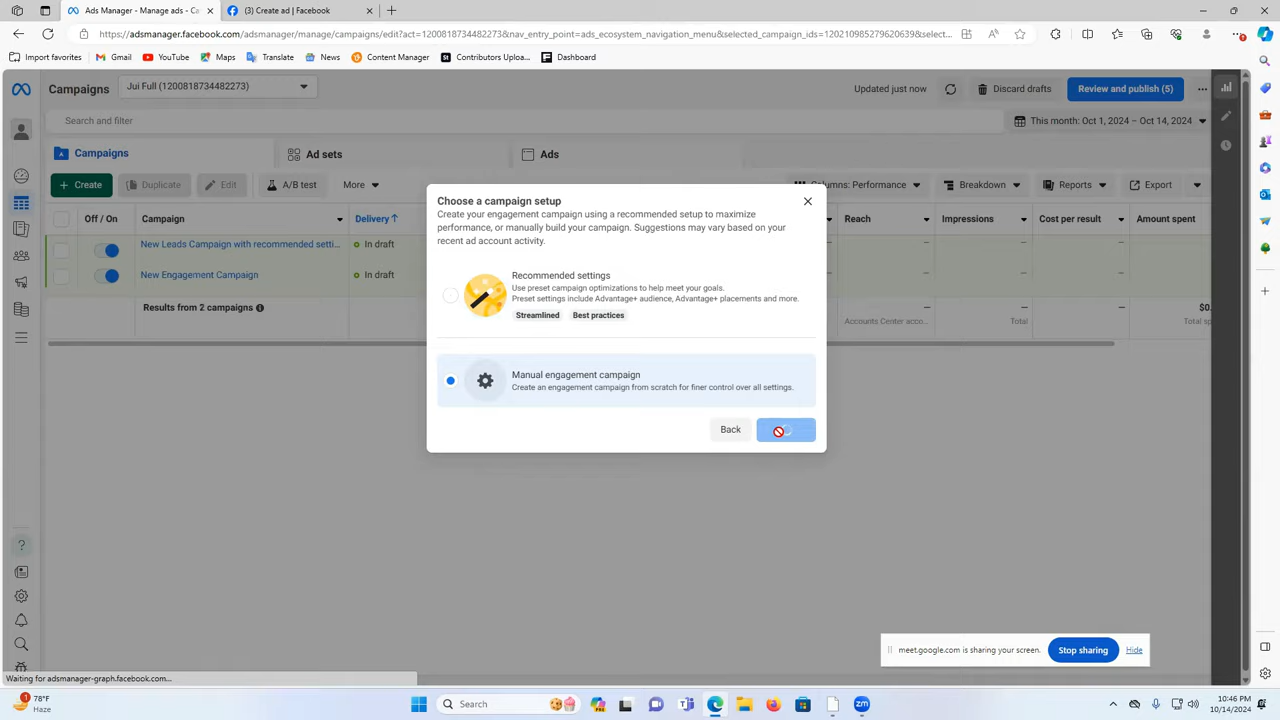 Ads Manager - Manage ads - Ca
(3) Create ad | Facebook
https://adsmanager.facebook.com/adsmanager/manage/campaigns/edit?act=1200818734482273&nav_entry_point=ads_ecosystem_navigation_menu&selected_campaign_ids=120210985279620639&selec...
Import favorites
Gmail
YouTube
Maps
Translate
News
Content Manager
Contributors Uploa...
Dashboard
Campaigns
Jui Full (1200818734482273)
Updated just now
Discard drafts
Review and publish (5)
Search and filter
This month: Oct 1, 2024 – Oct 14, 2024
Campaigns
Ad sets
Ads
+ Create
Duplicate
Edit
A/B test
More
Columns: Performance
Breakdown
Reports
Export
Off / On
Campaign
Delivery ↑
Reach
Impressions
Cost per result
Amount spent
New Leads Campaign with recommended setti...
In draft
— — — —
New Engagement Campaign
In draft
— — — —
Results from 2 campaigns
— — — $0.
Accounts Center acco...
Total
Total sp
Choose a campaign setup
Create your engagement campaign using a recommended setup to maximize
performance, or manually build your campaign. Suggestions may vary based on your
recent ad account activity.
Recommended settings
Use preset campaign optimizations to help meet your goals.
Preset settings include Advantage+ audience, Advantage+ placements and more.
Streamlined
Best practices
Manual engagement campaign
Create an engagement campaign from scratch for finer control over all settings.
Back
meet.google.com is sharing your screen.
Stop sharing
Hide
Waiting for adsmanager-graph.facebook.com...
1
78°F
Haze
Search
zm
10:46 PM
10/14/2024